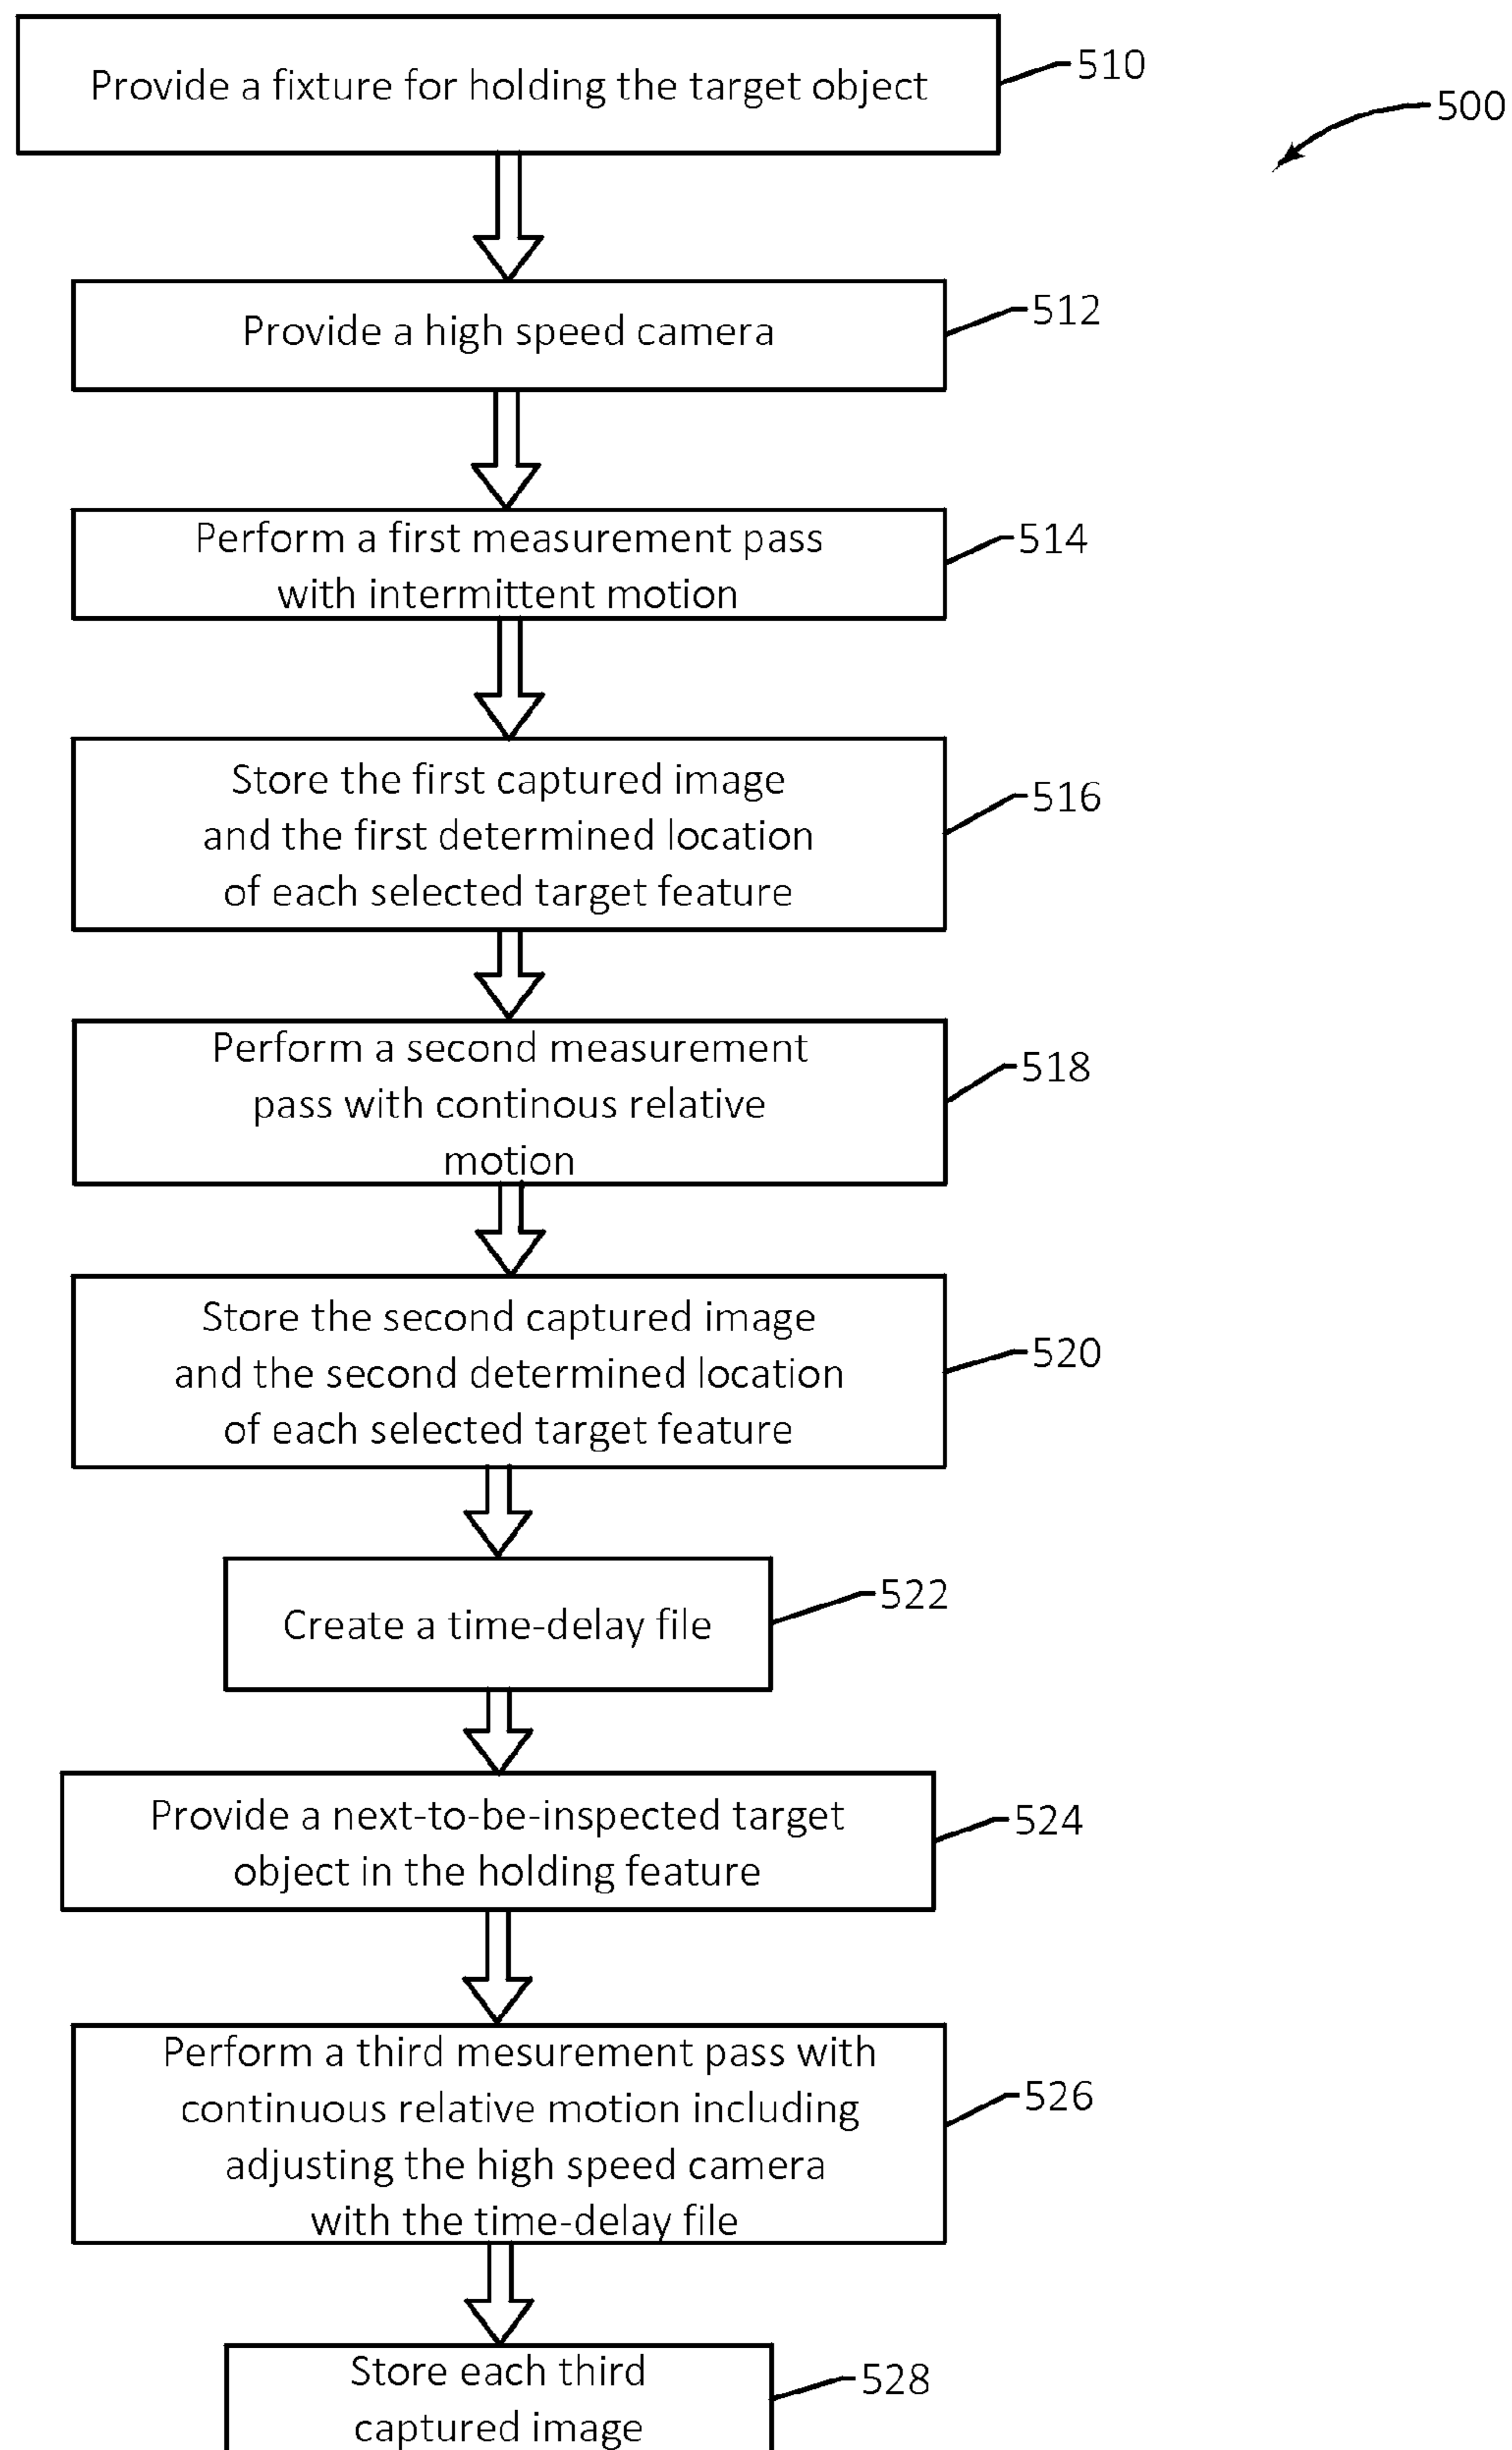 Provide a fixture for holding the target object
510
500
Provide a high speed camera
512
Perform a first measurement pass
with intermittent motion
514
Store the first captured image
and the first determined location
of each selected target feature
516
Perform a second measurement
pass with continous relative
motion
518
Store the second captured image
and the second determined location
of each selected target feature
520
Create a time-delay file
522
Provide a next-to-be-inspected target
object in the holding feature
524
Perform a third mesurement pass with
continuous relative motion including
adjusting the high speed camera
with the time-delay file
526
Store each third
captured image
528